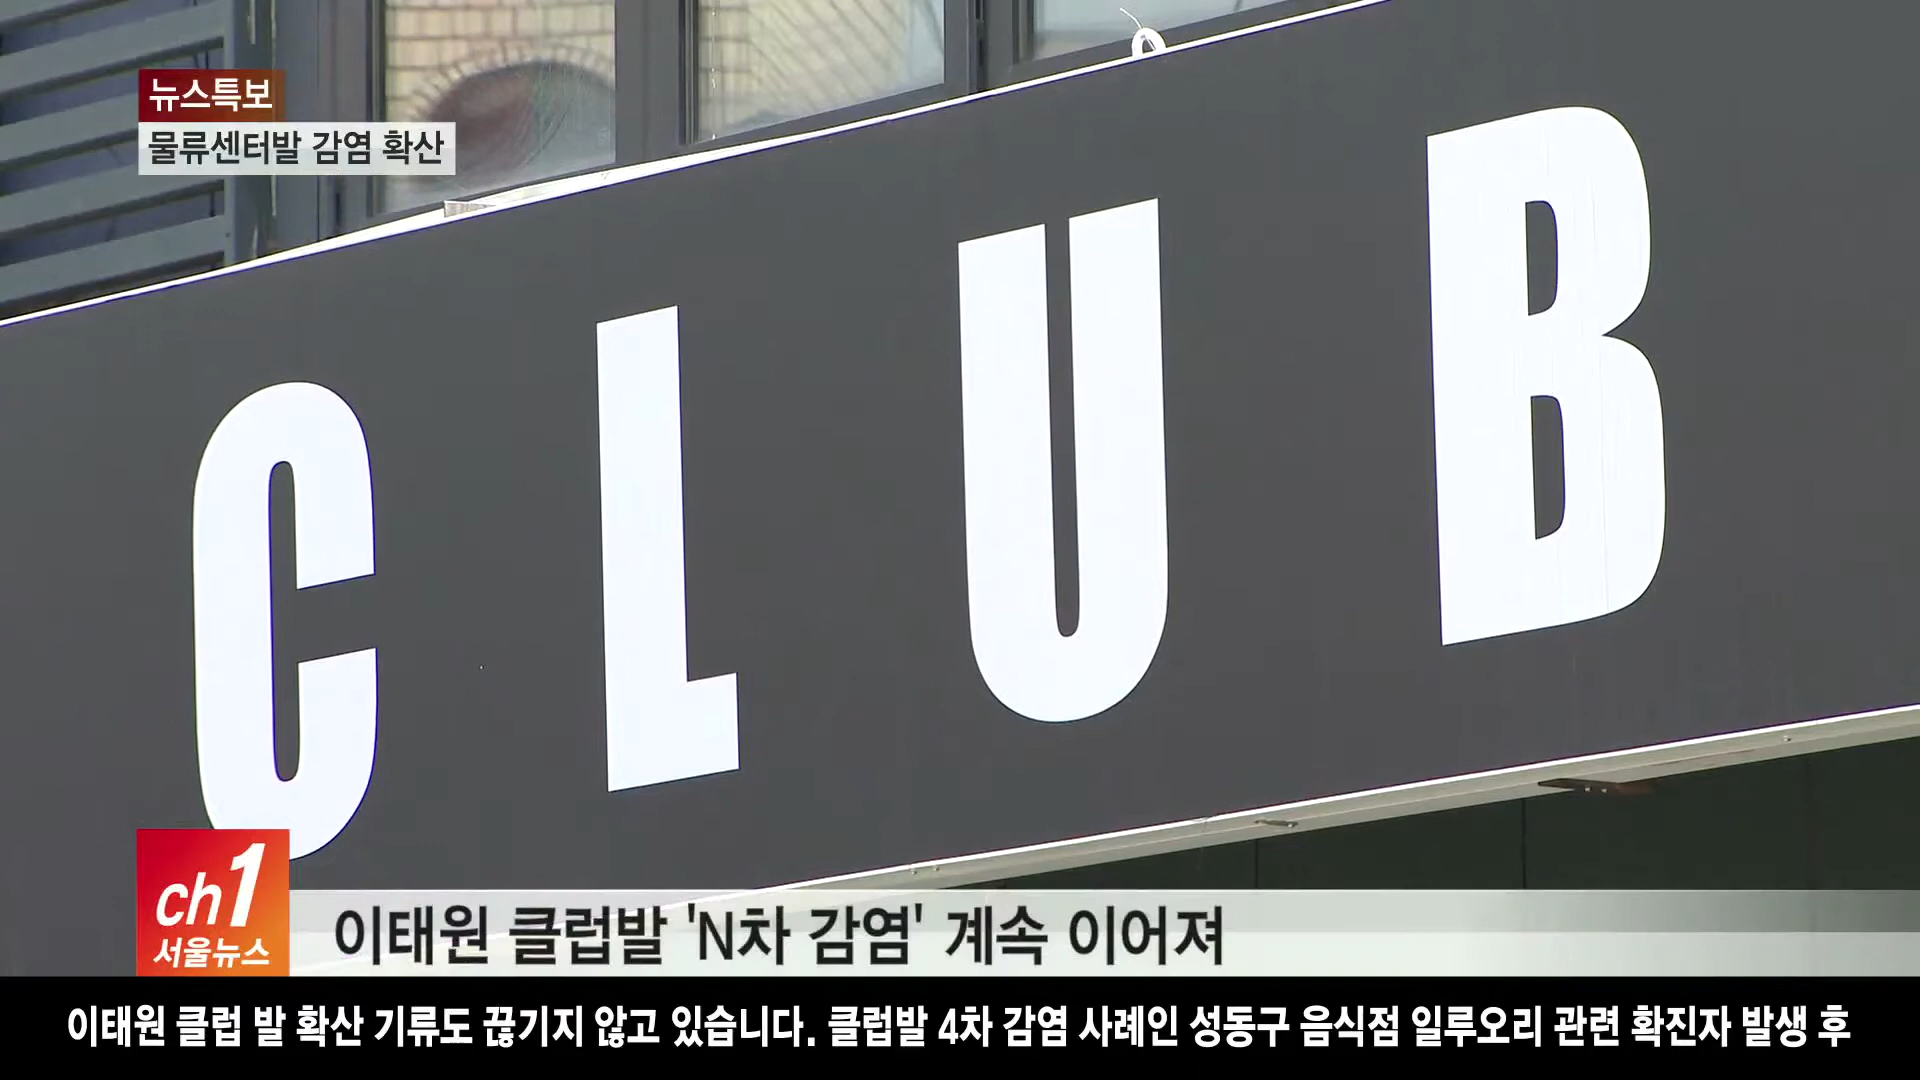 뉴스특보
물류센터발 감염 확산
CLUB
ch1
서울뉴스
이태원 클럽발 'N차 감염' 계속 이어져
이태원 클럽 발 확산 기류도 끊기지 않고 있습니다. 클럽발 4차 감염 사례인 성동구 음식점 일루오리 관련 확진자 발생 후